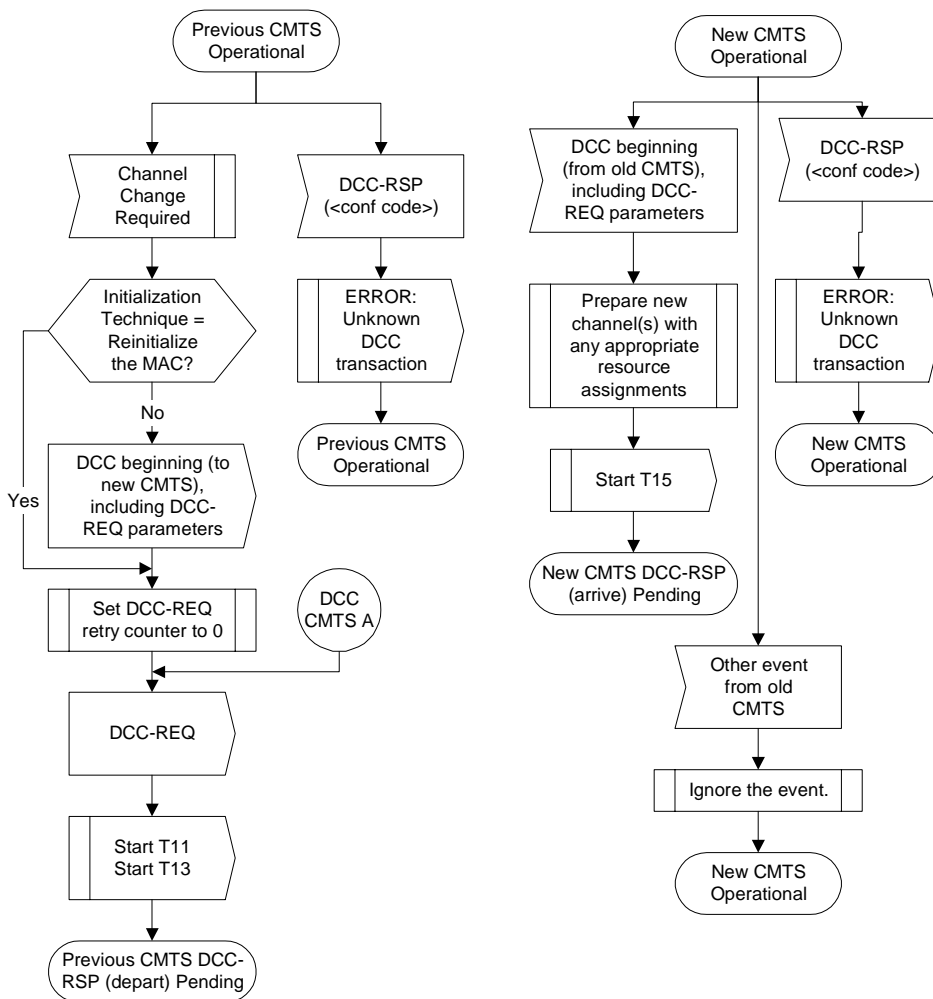 Previous CMTS
Operational
Channel
Change
Required
DCC-RSP
(<conf code>)
Initialization
Technique =
Reinitialize
the MAC?
ERROR:
Unknown
DCC
transaction
No
Previous CMTS
Operational
DCC beginning (to
new CMTS),
including DCC-
REQ parameters
Yes
Set DCC-REQ
retry counter to 0
DCC
CMTS A
DCC-REQ
Start T11
Start T13
Previous CMTS DCC-
RSP (depart) Pending
New CMTS
Operational
DCC beginning
(from old CMTS),
including DCC-
REQ parameters
DCC-RSP
(<conf code>)
Prepare new
channel(s) with
any appropriate
resource
assignments
ERROR:
Unknown
DCC
transaction
Start T15
New CMTS
Operational
New CMTS DCC-RSP
(arrive) Pending
Other event
from old
CMTS
Ignore the event.
New CMTS
Operational